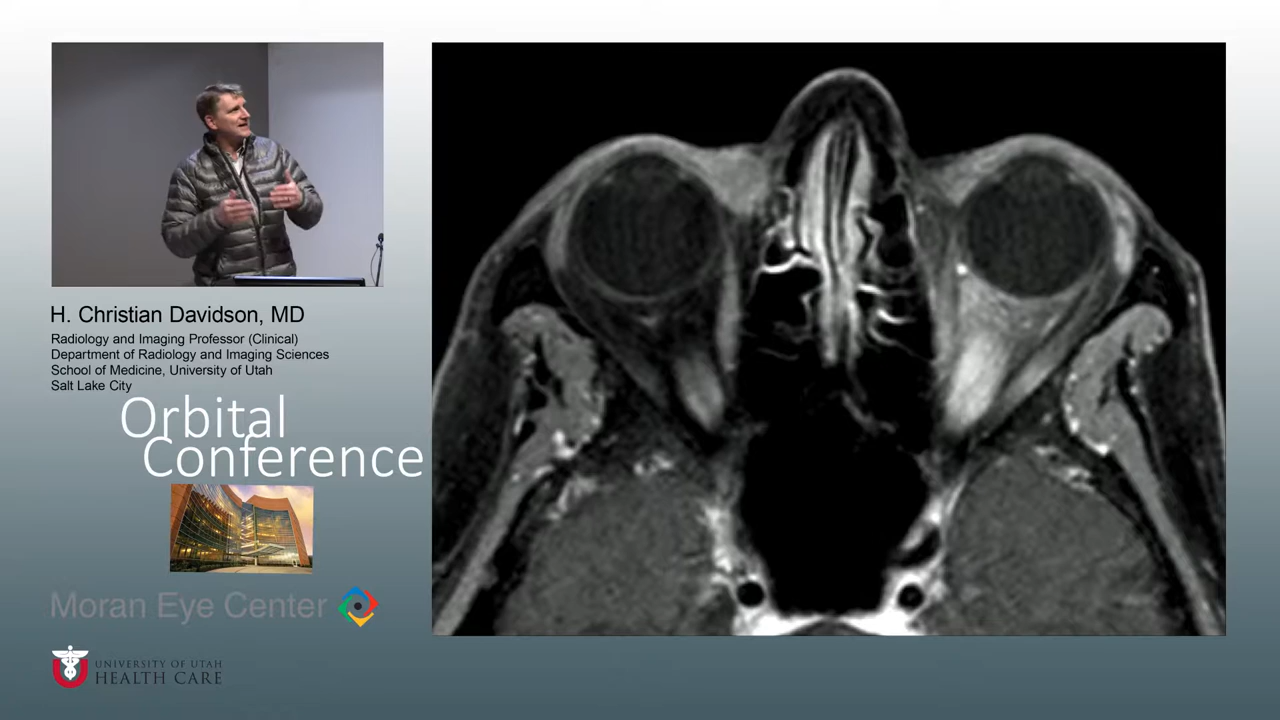 H. Christian Davidson, MD
Radiology and Imaging Professor (Clinical)
Department of Radiology and Imaging Sciences
School of Medicine, University of Utah
Salt Lake City
Orbital
Conference
Moran Eye Center
UNIVERSITY OF UTAH
HEALTH CARE